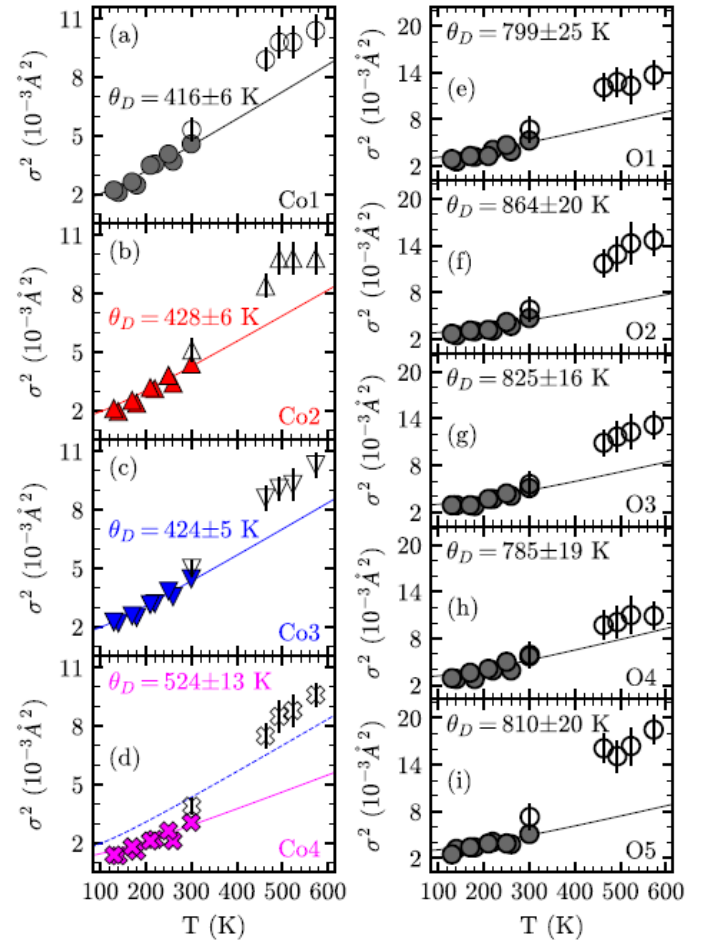 (a)
θ_D = 416±6 K
Co1
σ² (10⁻³Å²)
11
8
5
2
(b)
θ_D = 428±6 K
Co2
σ² (10⁻³Å²)
11
8
5
2
(c)
θ_D = 424±5 K
Co3
σ² (10⁻³Å²)
11
8
5
2
θ_D = 524±13 K
(d)
Co4
σ² (10⁻³Å²)
11
8
5
2
100 200 300 400 500 600
T (K)
θ_D = 799±25 K
(e)
O1
σ² (10⁻³Å²)
20
14
8
2
θ_D = 864±20 K
(f)
O2
σ² (10⁻³Å²)
20
14
8
2
θ_D = 825±16 K
(g)
O3
σ² (10⁻³Å²)
20
14
8
2
θ_D = 785±19 K
(h)
O4
σ² (10⁻³Å²)
20
14
8
2
θ_D = 810±20 K
(i)
O5
σ² (10⁻³Å²)
20
14
8
2
100 200 300 400 500 600
T (K)